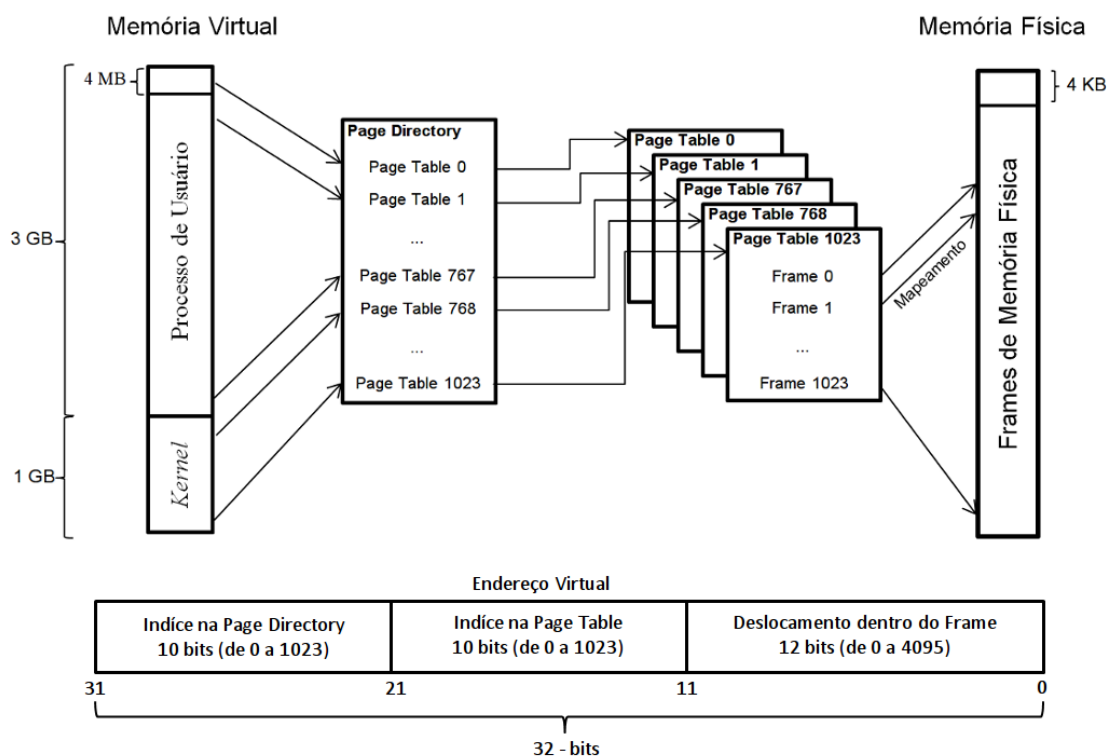 Memória Virtual
Memória Física
4 MB
4 KB
Processo de Usuário
3 GB
Kernel
1 GB
Page Directory
Page Table 0
Page Table 1
...
Page Table 767
Page Table 768
...
Page Table 1023
Page Table 0
Page Table 1
Page Table 767
Page Table 768
Page Table 1023
Frame 0
Frame 1
...
Frame 1023
Mapeamento
Frames de Memória Física
Endereço Virtual
Indíce na Page Directory
10 bits (de 0 a 1023)
Indíce na Page Table
10 bits (de 0 a 1023)
Deslocamento dentro do Frame
12 bits (de 0 a 4095)
31
21
11
0
32 - bits